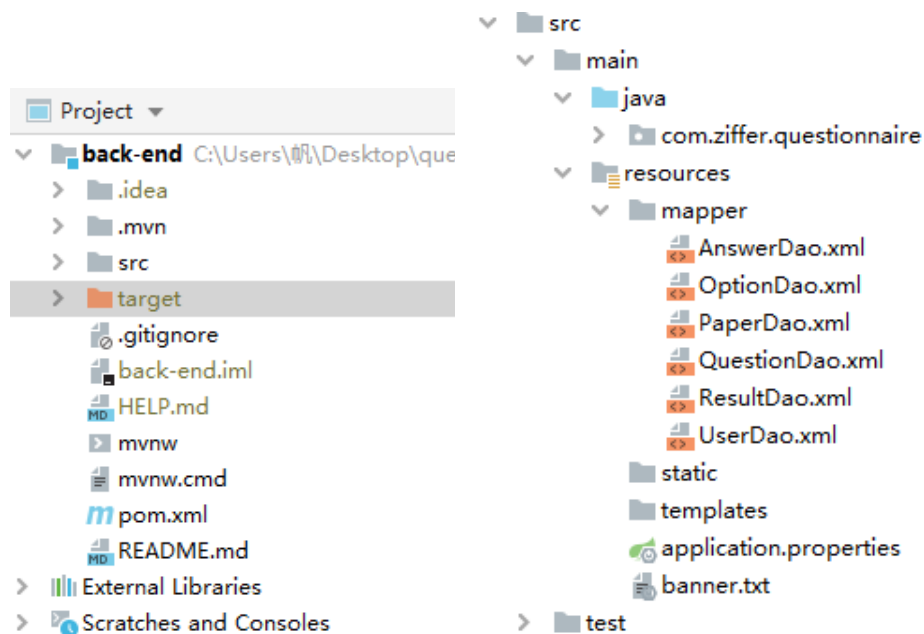 Project
back-end C:\Users\帆\Desktop\que
.idea
.mvn
src
target
.gitignore
back-end.iml
HELP.md
mvnw
mvnw.cmd
pom.xml
README.md
External Libraries
Scratches and Consoles
src
main
java
com.ziffer.questionnaire
resources
mapper
AnswerDao.xml
OptionDao.xml
PaperDao.xml
QuestionDao.xml
ResultDao.xml
UserDao.xml
static
templates
application.properties
banner.txt
test